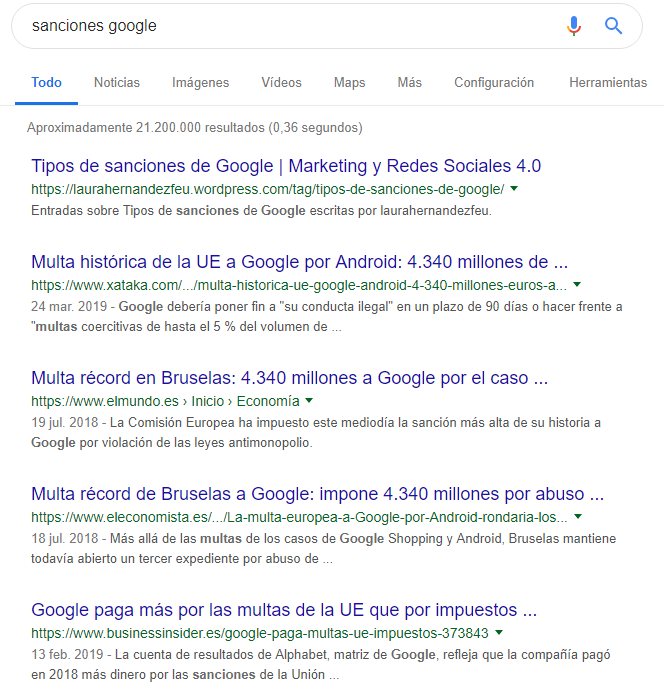 sanciones google
Todo Noticias Imágenes Vídeos Maps Más Configuración Herramientas
Aproximadamente 21.200.000 resultados (0,36 segundos)
Tipos de sanciones de Google | Marketing y Redes Sociales 4.0
https://laurahernandezfeu.wordpress.com/tag/tipos-de-sanciones-de-google/
Entradas sobre Tipos de sanciones de Google escritas por laurahernandezfeu.
Multa histórica de la UE a Google por Android: 4.340 millones de ...
https://www.xataka.com/.../multa-historica-ue-google-android-4-340-millones-euros-a...
24 mar. 2019 - Google debería poner fin a "su conducta ilegal" en un plazo de 90 días o hacer frente a
"multas coercitivas de hasta el 5 % del volumen de ...
Multa récord en Bruselas: 4.340 millones a Google por el caso ...
https://www.elmundo.es › Inicio › Economía
19 jul. 2018 - La Comisión Europea ha impuesto este mediodía la sanción más alta de su historia a
Google por violación de las leyes antimonopolio.
Multa récord de Bruselas a Google: impone 4.340 millones por abuso ...
https://www.eleconomista.es/.../La-multa-europea-a-Google-por-Android-rondaria-los...
18 jul. 2018 - Más allá de las multas de los casos de Google Shopping y Android, Bruselas mantiene
todavía abierto un tercer expediente por abuso de ...
Google paga más por las multas de la UE que por impuestos ...
https://www.businessinsider.es/google-paga-multas-ue-impuestos-373843
13 feb. 2019 - La cuenta de resultados de Alphabet, matriz de Google, refleja que la compañía pagó
en 2018 más dinero por las sanciones de la Unión ...